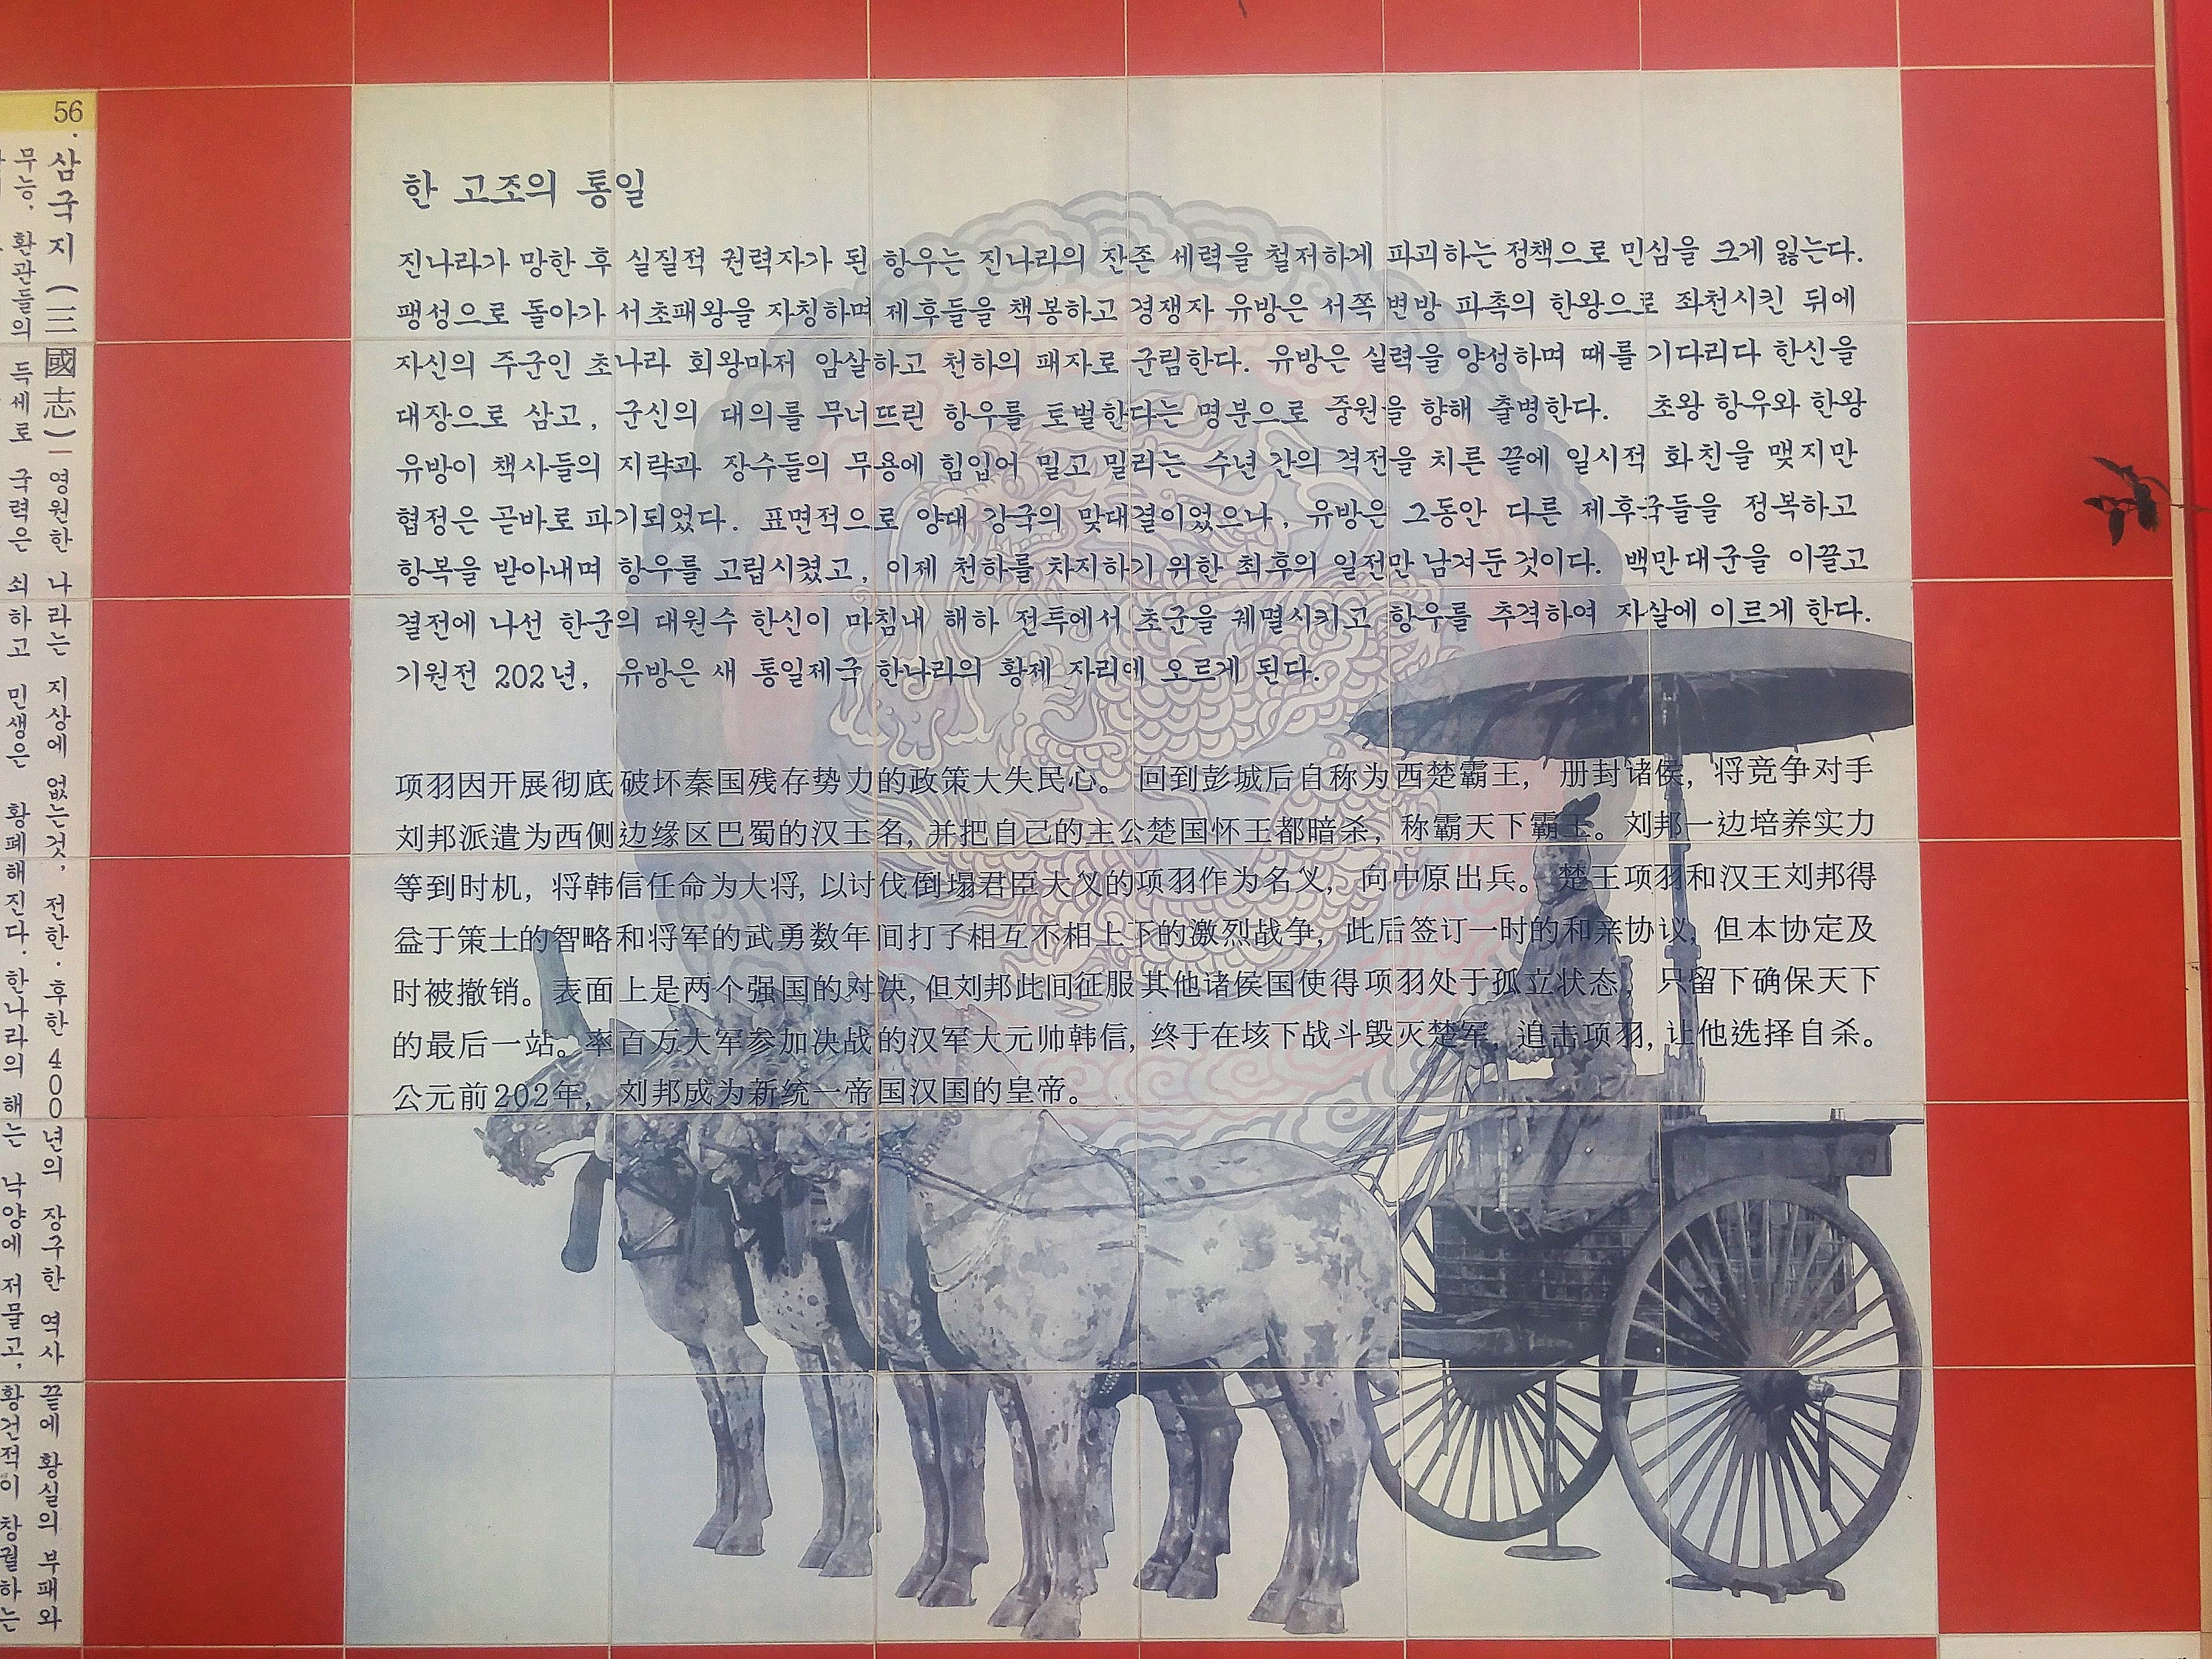 한 고조의 통일
진나라가 망한 후 실질적 권력자가 된 항우는 진나라의 잔존 세력을 철저하게 파괴하는 정책으로 민심을 크게 잃는다.
팽성으로 돌아가 서초패왕을 자칭하며 제후들을 책봉하고 경쟁자 유방은 서쪽 변방 파촉의 한왕으로 좌천시킨 뒤에
자신의 주군인 초나라 회왕마저 암살하고 천하의 패자로 군림한다. 유방은 실력을 양성하며 때를 기다리다 한신을
대장으로 삼고, 군신의 대의를 무너뜨린 항우를 토벌한다는 명분으로 중원을 향해 출병한다. 초왕 항유와 한왕
유방이 책사들의 지략과 장수들의 무용에 힘입어 밀고 밀리는 수년 간의 격전을 치른 끝에 일시적 화친을 맺지만
협정은 곧바로 파기되었다. 표면적으로 양대 강국의 맞대결이었으나, 유방은 그동안 다른 제후국들을 정복하고
항복을 받아내며 항우를 고립시켰고, 이제 천하를 차지하기 위한 최후의 일전만 남겨둔 것이다. 백만 대군을 이끌고
결전에 나선 한군의 대원수 한신이 마침내 해하 전투에서 초군을 궤멸시키고 항우를 추격하여 자살에 이르게 한다.
기원전 202년, 유방은 새 통일제국 한나라의 황제 자리에 오르게 된다.
项羽因开展彻底破坏秦国残存势力的政策大失民心。 回到彭城后自称为西楚霸王, 册封诸侯, 将竞争对手
刘邦派遣为西侧边缘区巴蜀的汉王名, 并把自己的主公楚国怀王都暗杀, 称霸天下霸王。刘邦一边培养实力
等到时机, 将韩信任命为大将, 以讨伐倒塌君臣大义的项羽作为名义, 向中原出兵。 楚王项羽和汉王刘邦得
益于策士的智略和将军的武勇数年间打了相互不相上下的激烈战争, 此后签订一时的和亲协议, 但本协定及
时被撤销。表面上是两个强国的对决, 但刘邦此间征服其他诸侯国使得项羽处于孤立状态, 只留下确保天下
的最后一站。率百万大军参加决战的汉军大元帅韩信, 终于在垓下战斗毁灭楚军, 追击项羽, 让他选择自杀。
公元前202年, 刘邦成为新统一帝国汉国的皇帝。
56
삼국지(三國志)-영원한 나라는 지상에 없는것, 전한·후한 400년의 장구한 역사 끝에 황실의 부패와
무능, 환관들의 득세로 국력은 쇠하고 민생은 황폐해진다. 한나라의 해는 낙양에 저물고, 황건적이 창궐하는